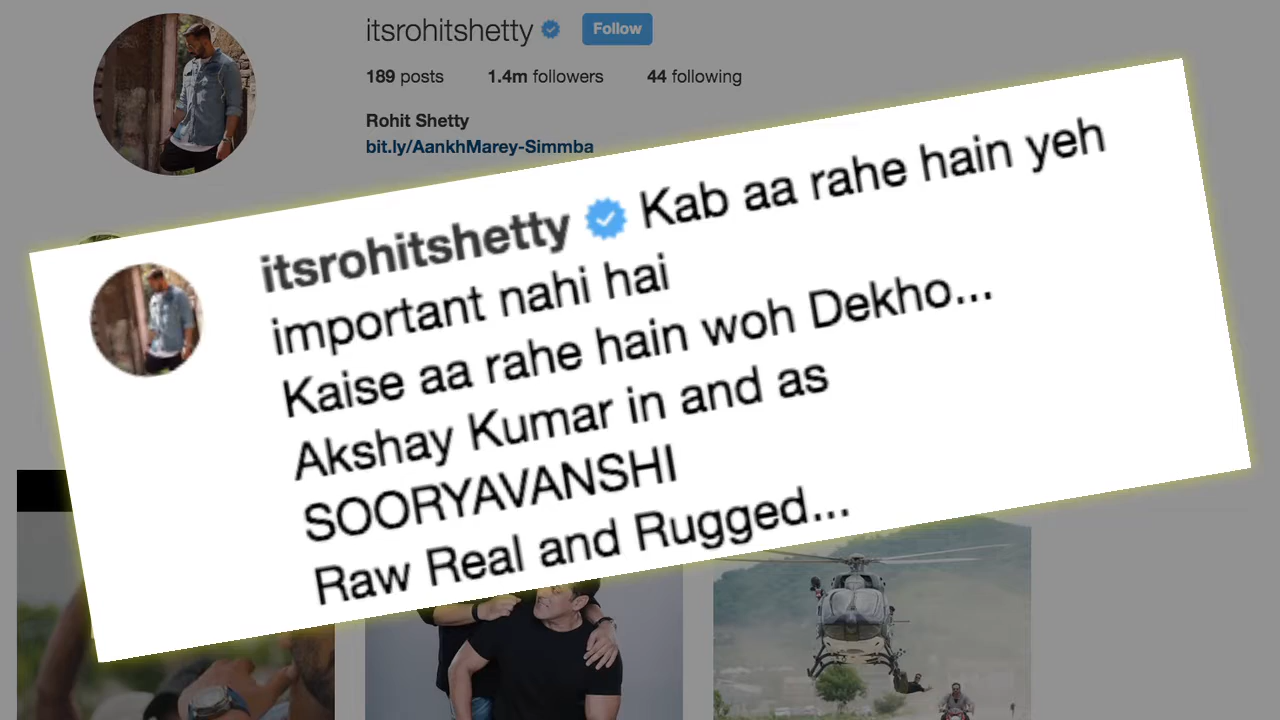 itsrohitshetty Follow
189 posts 1.4m followers 44 following
Rohit Shetty
bit.ly/AankhMarey-Simmba
itsrohitshetty Kab aa rahe hain yeh
important nahi hai
Kaise aa rahe hain woh Dekho...
Akshay Kumar in and as
SOORYAVANSHI
Raw Real and Rugged...